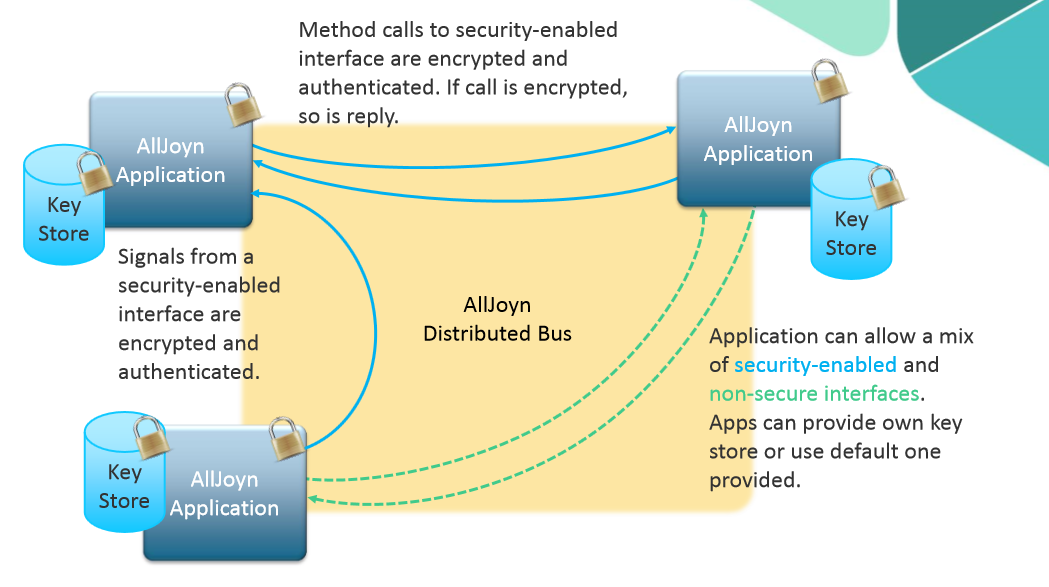 Method calls to security-enabled
interface are encrypted and
authenticated. If call is encrypted,
so is reply.
AllJoyn
Application
Key
Store
AllJoyn
Application
Key
Store
Signals from a
security-enabled
interface are
encrypted and
authenticated.
AllJoyn
Distributed Bus
Application can allow a mix
of security-enabled and
non-secure interfaces.
Apps can provide own key
store or use default one
provided.
Key
Store
AllJoyn
Application